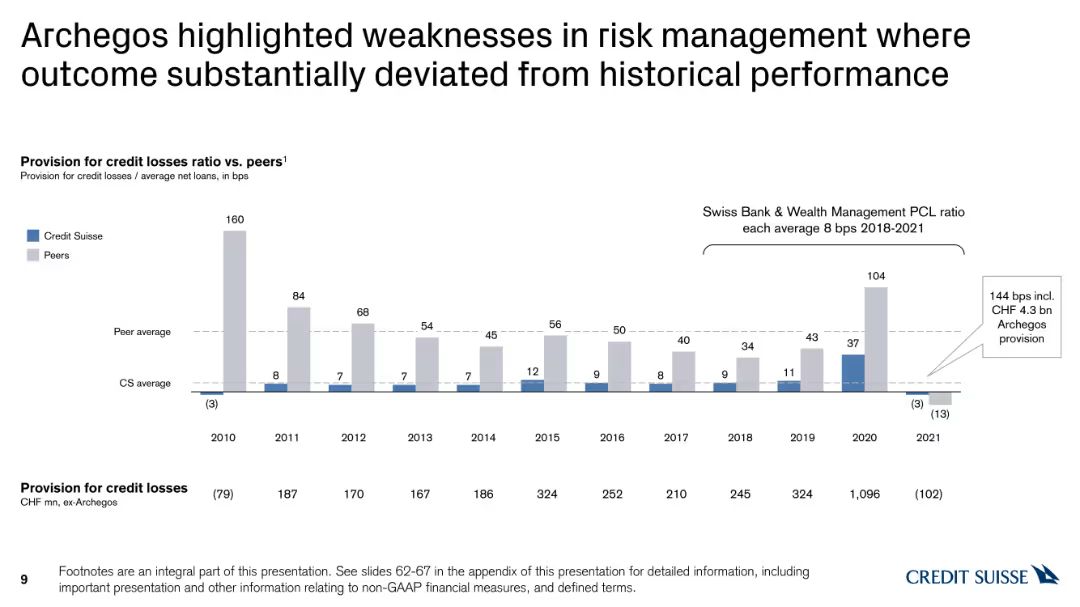 Archegos highlighted weaknesses in risk management where
outcome substantially deviated from historical performance
Provision for credit losses ratio vs. peers1
Provision for credit losses / average net loans, in bps
Credit Suisse
Peers
Swiss Bank & Wealth Management PCL ratio
each average 8 bps 2018-2021
144 bps incl.
CHF 4.3 bn
Archegos
provision
Peer average
CS average
160 84 68 54 45 56 50 40 34 43 104 (13)
(3) 8 7 7 7 12 9 8 9 11 37 (3)
2010 2011 2012 2013 2014 2015 2016 2017 2018 2019 2020 2021
Provision for credit losses
CHF mn, ex-Archegos
(79) 187 170 167 186 324 252 210 245 324 1,096 (102)
9
Footnotes are an integral part of this presentation. See slides 62-67 in the appendix of this presentation for detailed information, including
important presentation and other information relating to non-GAAP financial measures, and defined terms.
CREDIT SUISSE